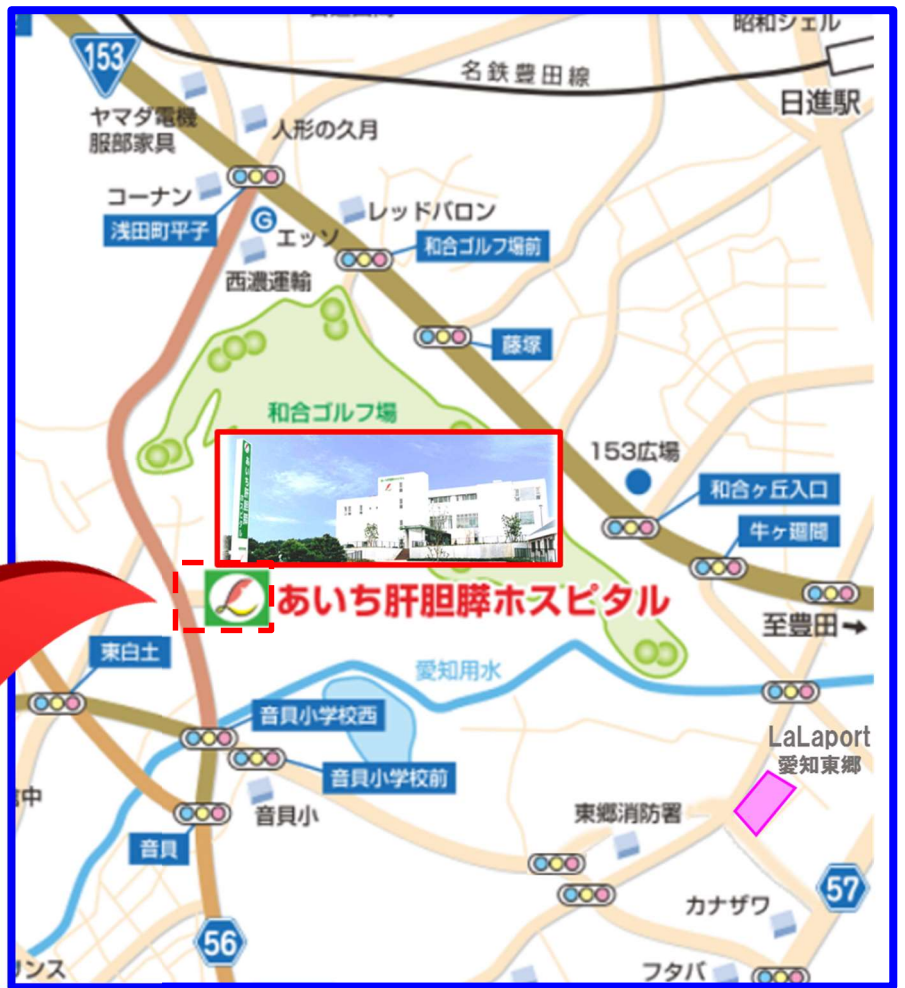 昭和シェル
153
名鉄豊田線
日進駅
ヤマダ電機
服部家具
人形の久月
コーナン
浅田町平子
G
エッソ
レッドバロン
和合ゴルフ場前
西濃運輸
藤塚
和合ゴルフ場
153広場
和合ヶ丘入口
牛ヶ廻間
あいち肝胆膵ホスピタル
至豊田→
東白土
愛知用水
音貝小学校西
LaLaport
愛知東郷
音貝小学校前
中
音貝小
東郷消防署
音貝
57
カナザワ
56
リンス
フタバ